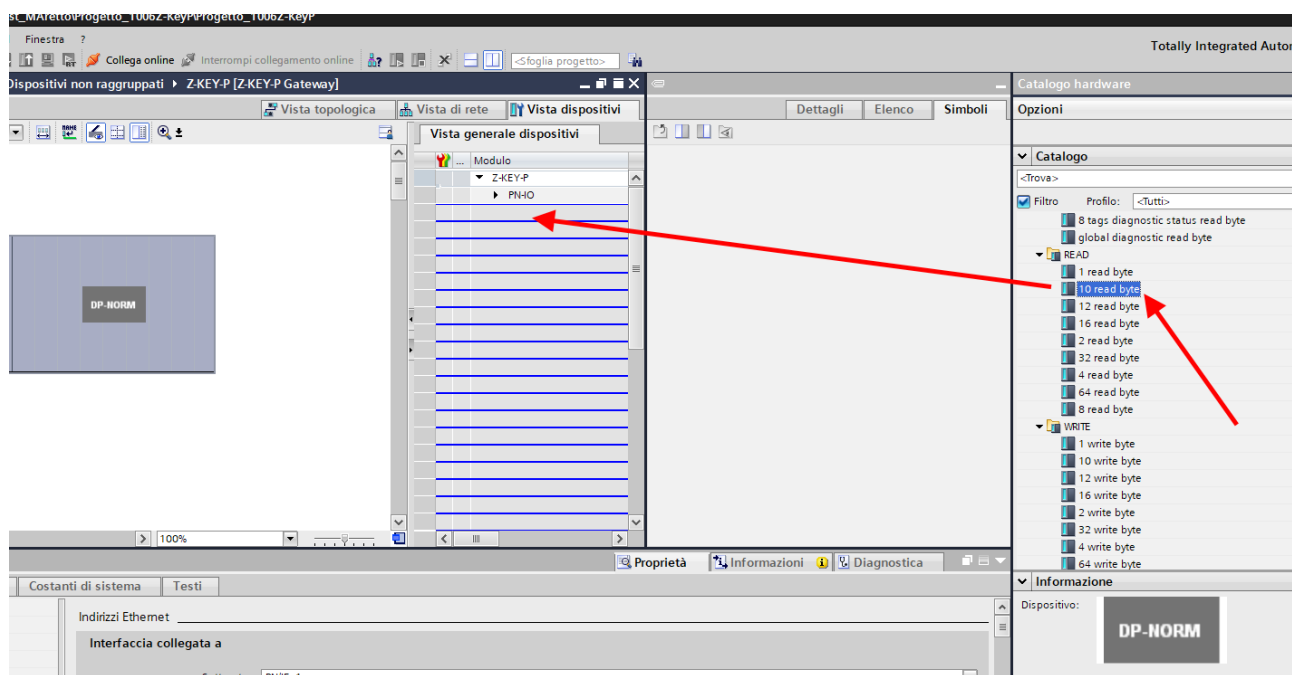 st_MAretto\Progetto_1006Z-KeyP\Progetto_1006Z-KeyP
Finestra ?
Totally Integrated Autor
Collega online Interrompi collegamento online <Sfoglia progetto>
Dispositivi non raggruppati Z-KEY-P [Z-KEY-P Gateway]
Catalogo hardware
Vista topologica Vista di rete Vista dispositivi
Dettagli Elenco Simboli
Opzioni
Vista generale dispositivi
... Modulo
Z-KEY-P
PN-IO
Catalogo
<Trova>
Filtro Profilo: <Tutti>
8 tags diagnostic status read byte
global diagnostic read byte
READ
1 read byte
10 read byte
12 read byte
16 read byte
2 read byte
32 read byte
4 read byte
64 read byte
8 read byte
WRITE
1 write byte
10 write byte
12 write byte
16 write byte
2 write byte
32 write byte
4 write byte
64 write byte
DP-NORM
100%
Proprietà Informazioni Diagnostica
Costanti di sistema Testi
Indirizzi Ethernet
Interfaccia collegata a
Informazione
Dispositivo:
DP-NORM